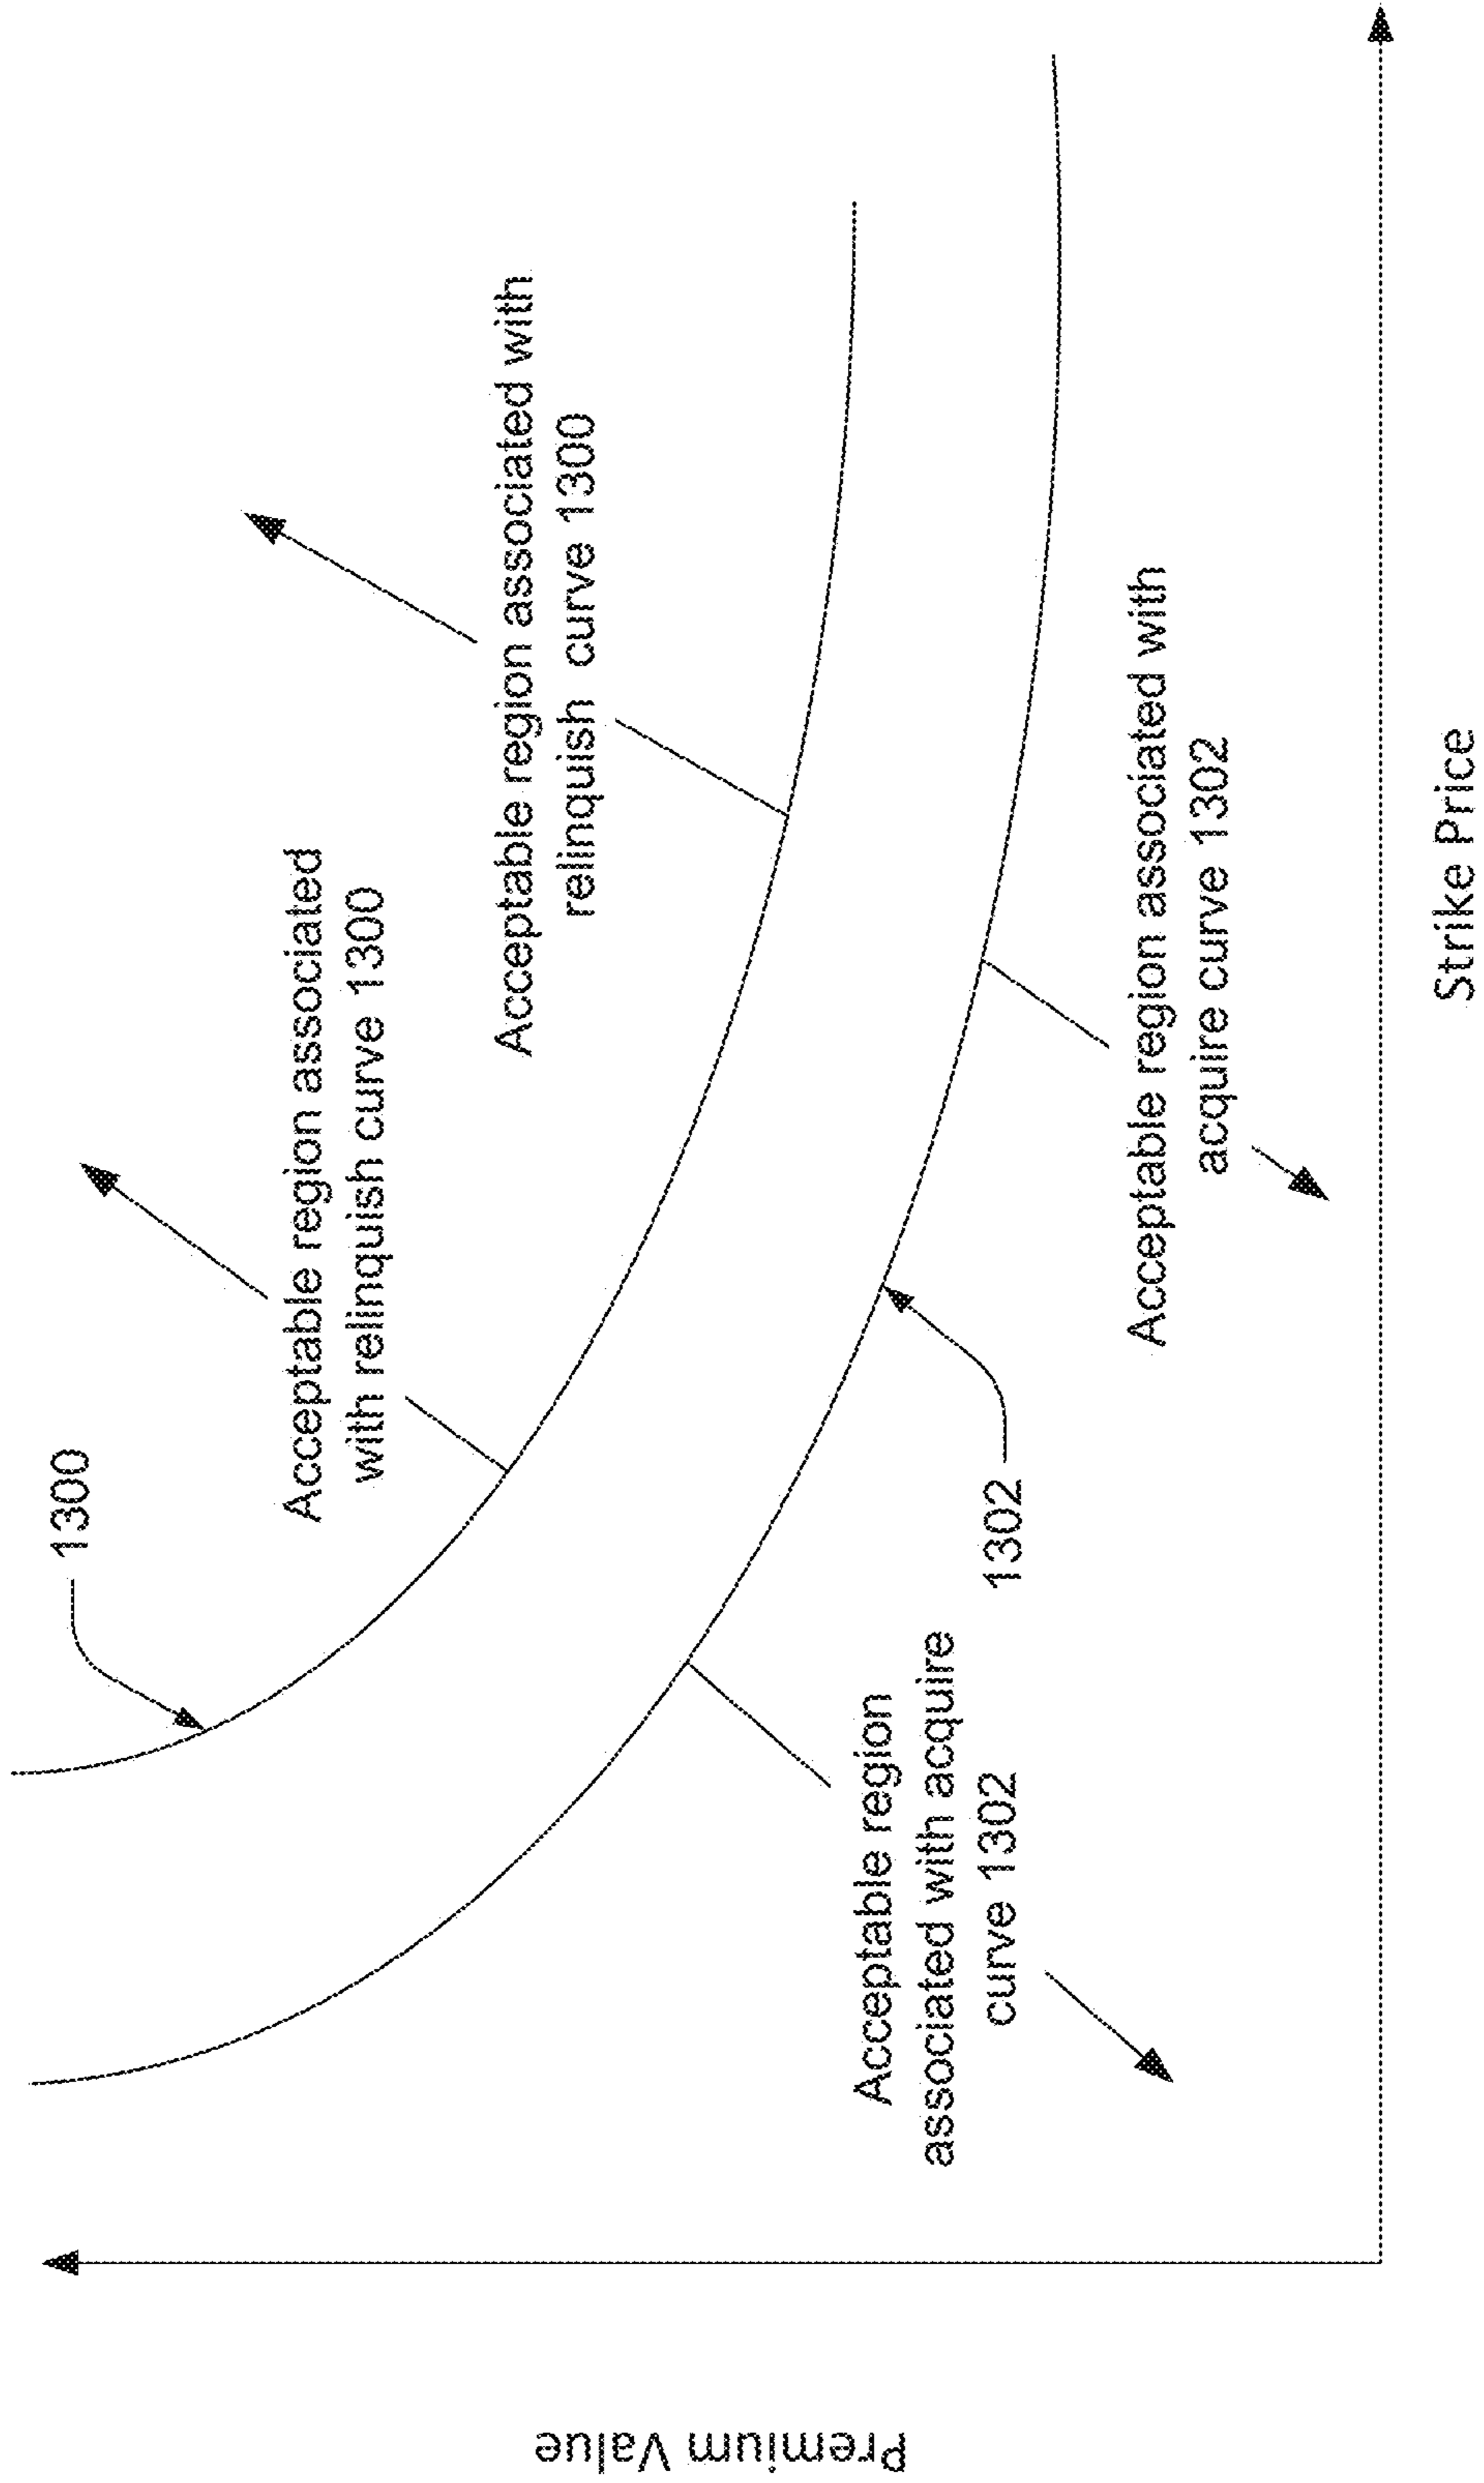 1300
Acceptable region associated
with relinquish curve 1300
Acceptable region associated with
relinquish curve 1300
Acceptable region
associated with acquire
curve 1302
1302
Acceptable region associated with
acquire curve 1302
Premium Value
Strike Price